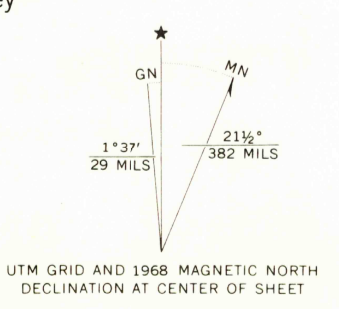 ey
★
GN
MN
1°37′
29 MILS
21½°
382 MILS
UTM GRID AND 1968 MAGNETIC NORTH
DECLINATION AT CENTER OF SHEET